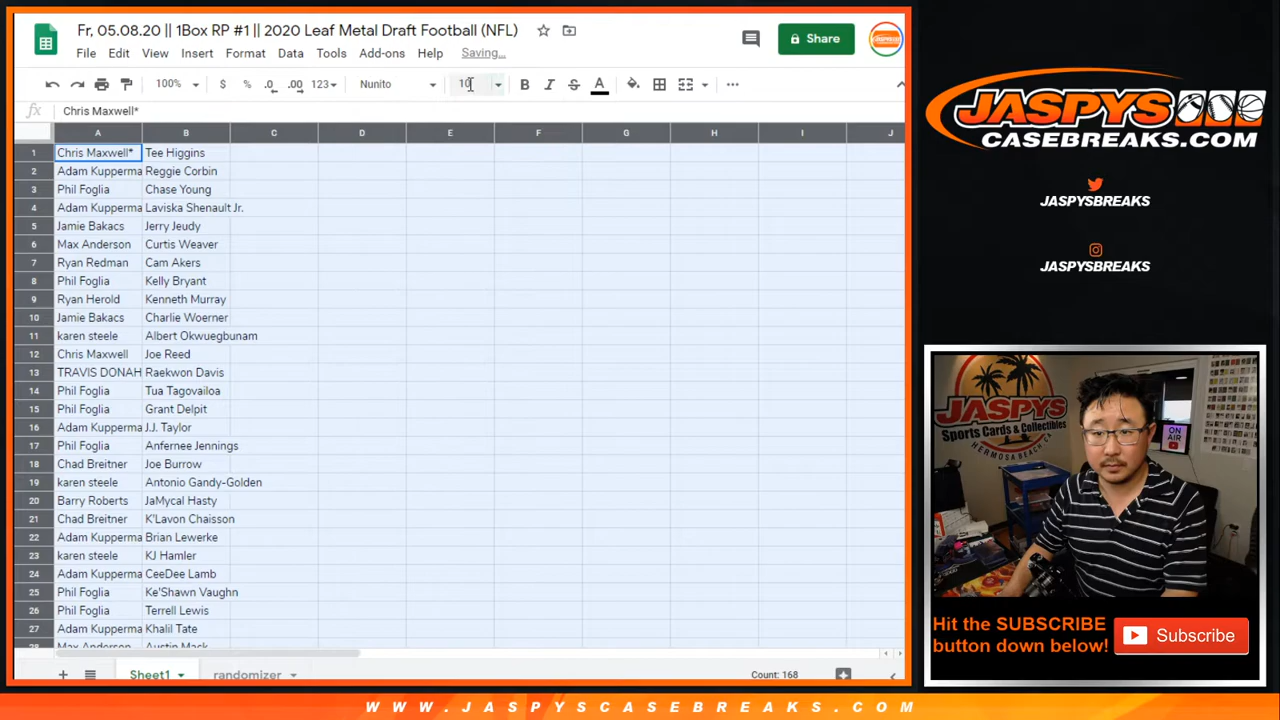 Fr, 05.08.20 || 1Box RP #1 || 2020 Leaf Metal Draft Football (NFL)
File Edit View Insert Format Data Tools Add-ons Help Saving...
Share
100% $ % .0 .00 123 Nunito 10 B I S A
fx Chris Maxwell*
A B C D E F G H I J
1 Chris Maxwell* Tee Higgins
2 Adam Kupperma Reggie Corbin
3 Phil Foglia Chase Young
4 Adam Kupperma Laviska Shenault Jr.
5 Jamie Bakacs Jerry Jeudy
6 Max Anderson Curtis Weaver
7 Ryan Redman Cam Akers
8 Phil Foglia Kelly Bryant
9 Ryan Herold Kenneth Murray
10 Jamie Bakacs Charlie Woerner
11 karen steele Albert Okwuegbunam
12 Chris Maxwell Joe Reed
13 TRAVIS DONAH Raekwon Davis
14 Phil Foglia Tua Tagovailoa
15 Phil Foglia Grant Delpit
16 Adam Kupperma J.J. Taylor
17 Phil Foglia Anfernee Jennings
18 Chad Breitner Joe Burrow
19 karen steele Antonio Gandy-Golden
20 Barry Roberts JaMycal Hasty
21 Chad Breitner K'Lavon Chaisson
22 Adam Kupperma Brian Lewerke
23 karen steele KJ Hamler
24 Adam Kupperma CeeDee Lamb
25 Phil Foglia Ke'Shawn Vaughn
26 Phil Foglia Terrell Lewis
27 Adam Kupperma Khalil Tate
28 Max Anderson Austin Mack
Sheet1 randomizer Count: 168
JASPYS
CASEBREAKS.COM
JASPYSBREAKS
JASPYSBREAKS
JASPYS
Sports Cards & Collectibles
HERMOSA BEACH, CA
ON
AIR
Hit the SUBSCRIBE
button down below!
Subscribe
WWW.JASPYSCASEBREAKS.COM